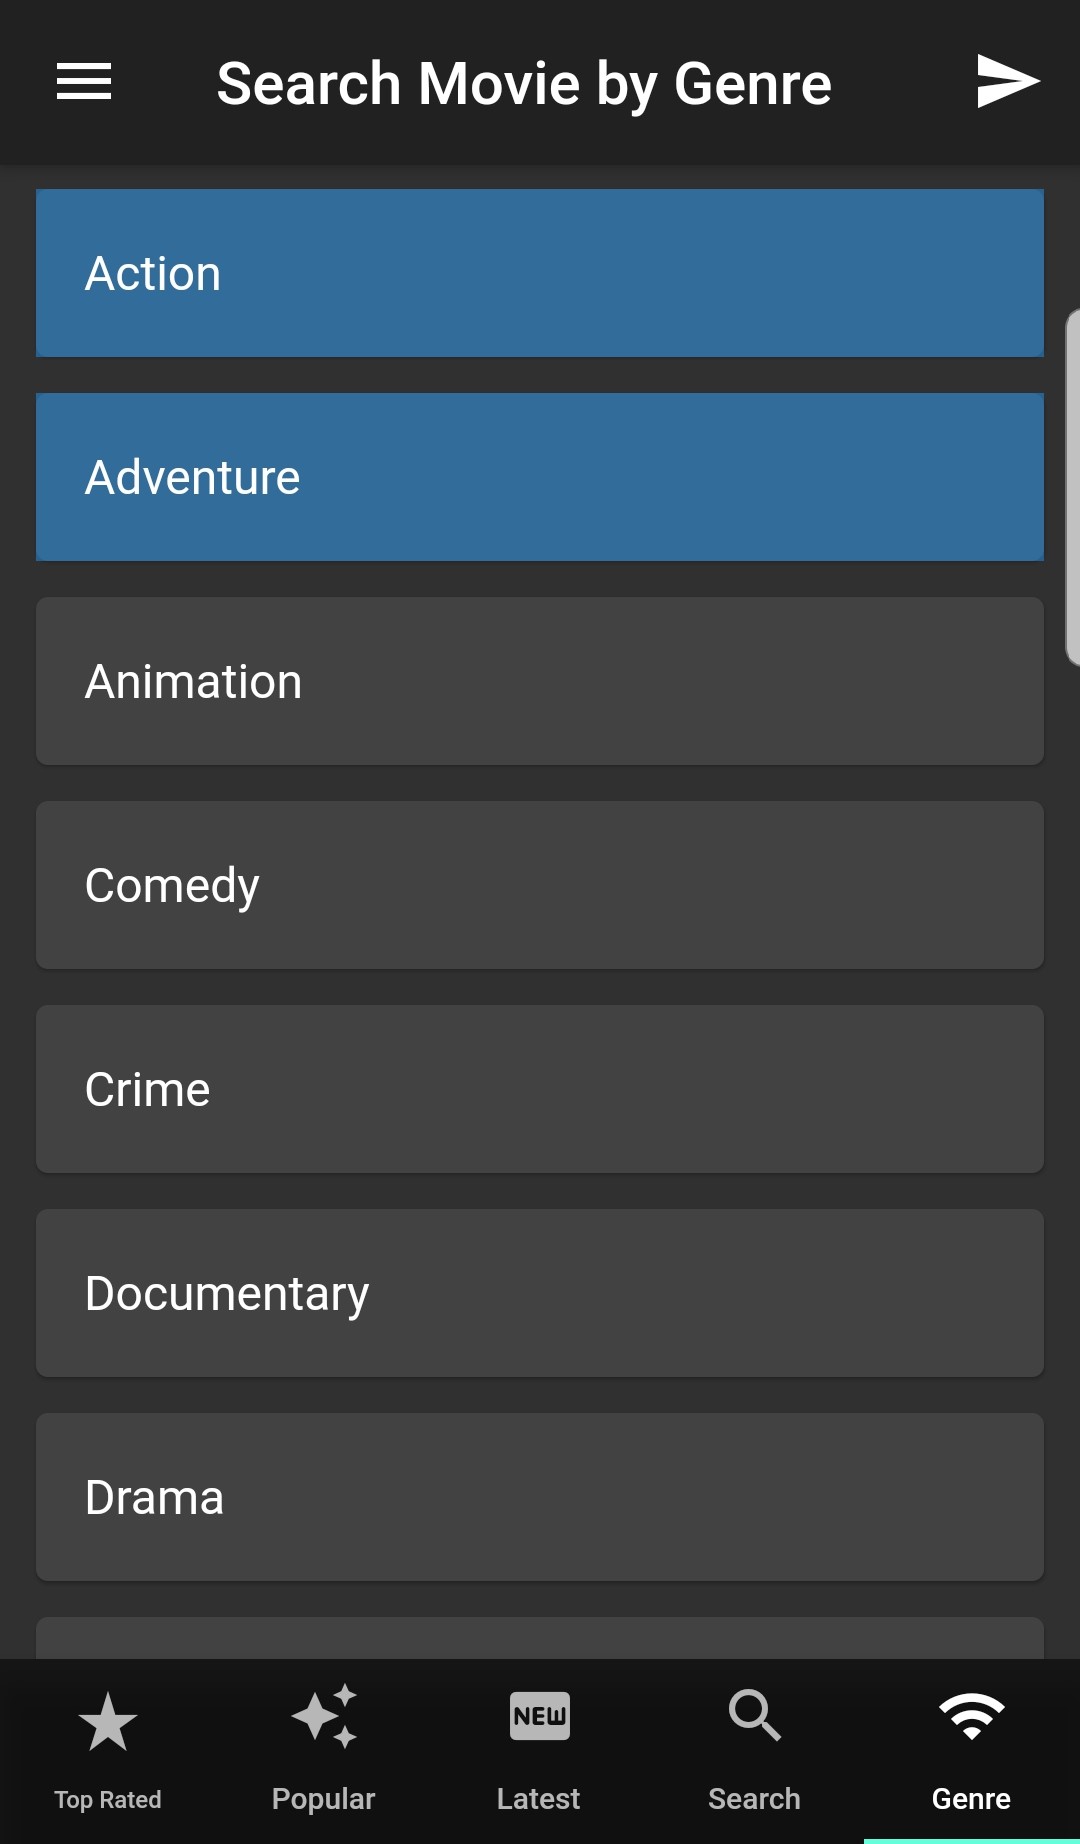 Search Movie by Genre
Action
Adventure
Animation
Comedy
Crime
Documentary
Drama
NEW
Top Rated Popular Latest Search Genre